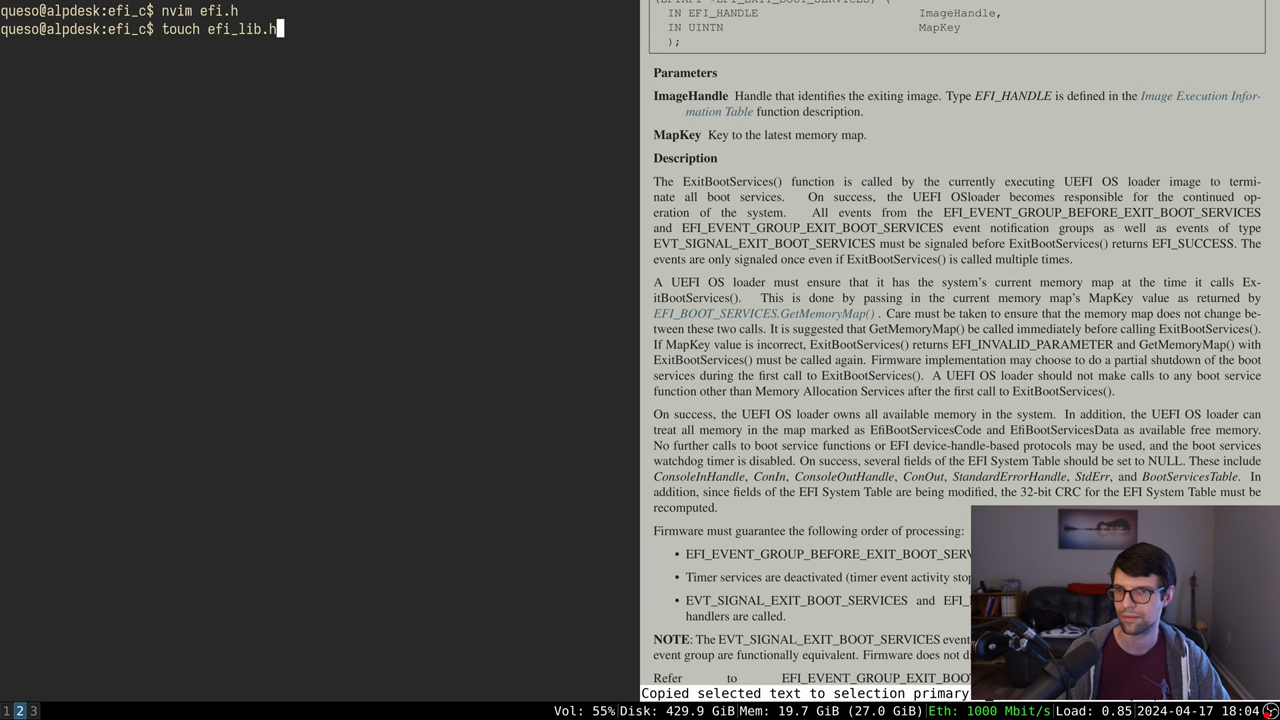 queso@alpdesk:efi_c$ nvim efi.h
queso@alpdesk:efi_c$ touch efi_lib.h
IN EFI_HANDLE ImageHandle,
IN UINTN MapKey
);
Parameters
ImageHandle Handle that identifies the exiting image. Type EFI_HANDLE is defined in the Image Execution Infor-
mation Table function description.
MapKey Key to the latest memory map.
Description
The ExitBootServices() function is called by the currently executing UEFI OS loader image to termi-
nate all boot services. On success, the UEFI OSloader becomes responsible for the continued op-
eration of the system. All events from the EFI_EVENT_GROUP_BEFORE_EXIT_BOOT_SERVICES
and EFI_EVENT_GROUP_EXIT_BOOT_SERVICES event notification groups as well as events of type
EVT_SIGNAL_EXIT_BOOT_SERVICES must be signaled before ExitBootServices() returns EFI_SUCCESS. The
events are only signaled once even if ExitBootServices() is called multiple times.
A UEFI OS loader must ensure that it has the system's current memory map at the time it calls Ex-
itBootServices(). This is done by passing in the current memory map's MapKey value as returned by
EFI_BOOT_SERVICES.GetMemoryMap() . Care must be taken to ensure that the memory map does not change be-
tween these two calls. It is suggested that GetMemoryMap() be called immediately before calling ExitBootServices().
If MapKey value is incorrect, ExitBootServices() returns EFI_INVALID_PARAMETER and GetMemoryMap() with
ExitBootServices() must be called again. Firmware implementation may choose to do a partial shutdown of the boot
services during the first call to ExitBootServices(). A UEFI OS loader should not make calls to any boot service
function other than Memory Allocation Services after the first call to ExitBootServices().
On success, the UEFI OS loader owns all available memory in the system. In addition, the UEFI OS loader can
treat all memory in the map marked as EfiBootServicesCode and EfiBootServicesData as available free memory.
No further calls to boot service functions or EFI device-handle-based protocols may be used, and the boot services
watchdog timer is disabled. On success, several fields of the EFI System Table should be set to NULL. These include
ConsoleInHandle, ConIn, ConsoleOutHandle, ConOut, StandardErrorHandle, StdErr, and BootServicesTable. In
addition, since fields of the EFI System Table are being modified, the 32-bit CRC for the EFI System Table must be
recomputed.
Firmware must guarantee the following order of processing:
• EFI_EVENT_GROUP_BEFORE_EXIT_BOOT_SERV
• Timer services are deactivated (timer event activity stop
• EVT_SIGNAL_EXIT_BOOT_SERVICES and EFI_
handlers are called.
NOTE: The EVT_SIGNAL_EXIT_BOOT_SERVICES event
event group are functionally equivalent. Firmware does not di
Refer to EFI_EVENT_GROUP_EXIT_BOOT
Copied selected text to selection primary
1 2 3 Vol: 55% Disk: 429.9 GiB Mem: 19.7 GiB (27.0 GiB) Eth: 1000 Mbit/s Load: 0.85 2024-04-17 18:04